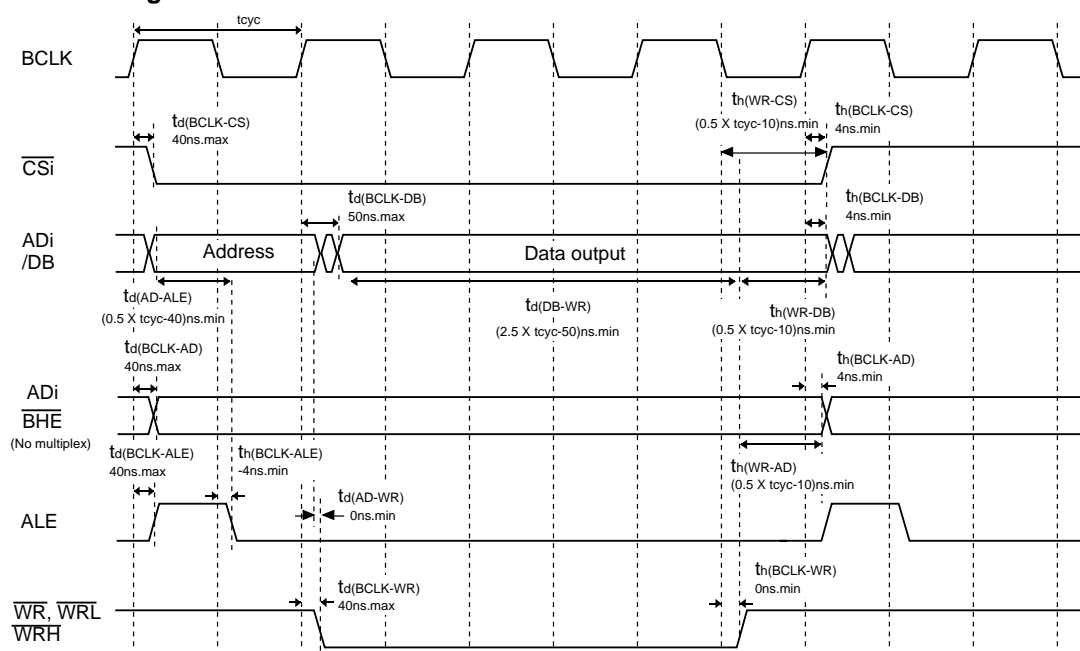 tcyc
BCLK
td(BCLK-CS)
40ns.max
th(WR-CS)
(0.5 X tcyc-10)ns.min
th(BCLK-CS)
4ns.min
CSi
td(BCLK-DB)
50ns.max
th(BCLK-DB)
4ns.min
ADi
/DB
Address
Data output
td(AD-ALE)
(0.5 X tcyc-40)ns.min
td(DB-WR)
(2.5 X tcyc-50)ns.min
th(WR-DB)
(0.5 X tcyc-10)ns.min
td(BCLK-AD)
40ns.max
th(BCLK-AD)
4ns.min
ADi
BHE
(No multiplex)
td(BCLK-ALE)
40ns.max
th(BCLK-ALE)
-4ns.min
th(WR-AD)
(0.5 X tcyc-10)ns.min
td(AD-WR)
0ns.min
ALE
td(BCLK-WR)
40ns.max
th(BCLK-WR)
0ns.min
WR, WRL
WRH